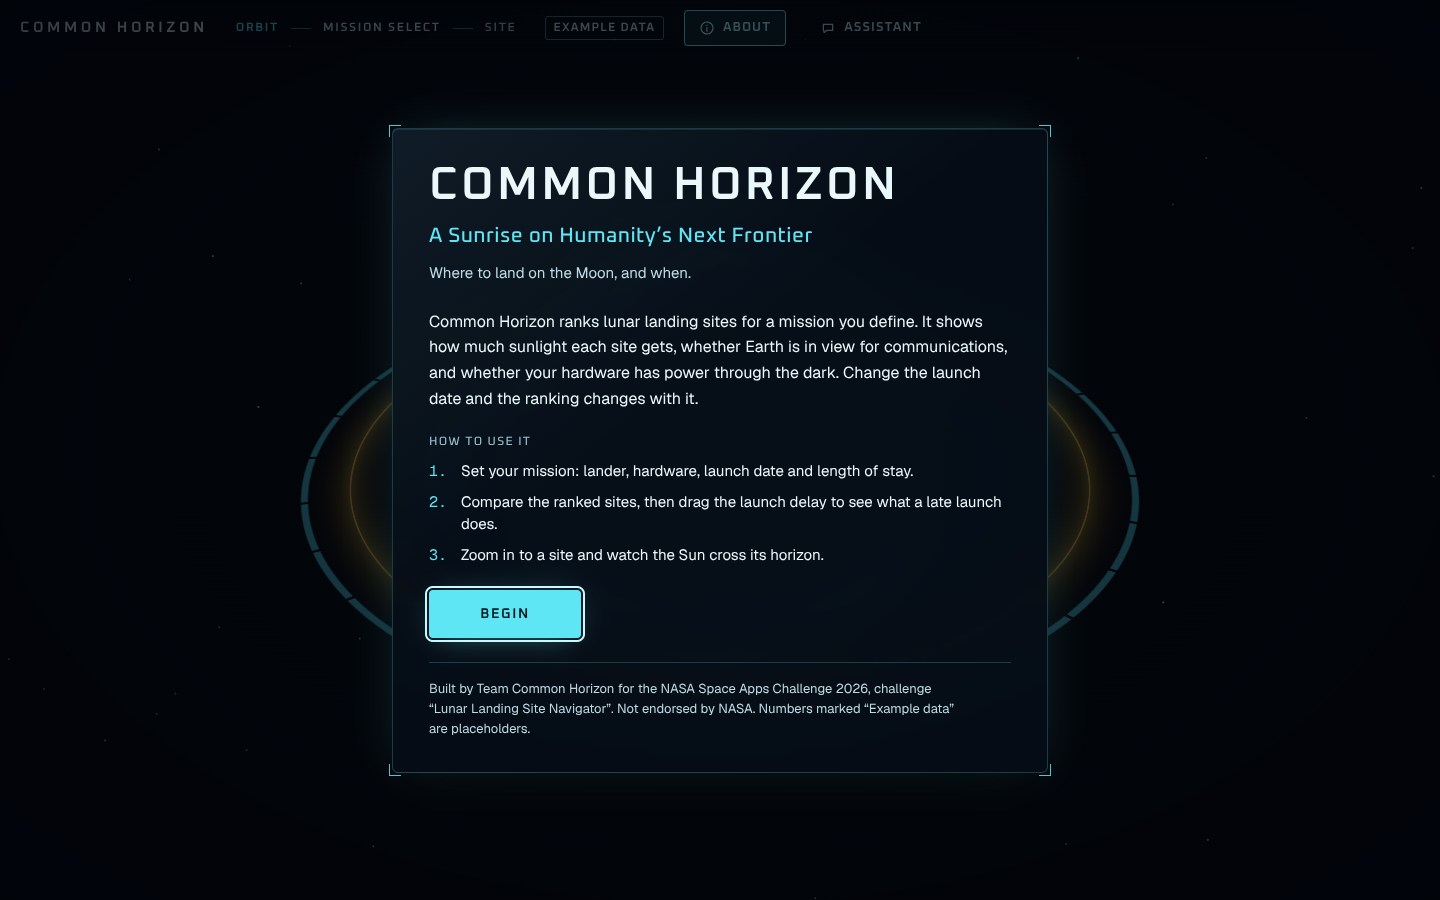 COMMON HORIZON
ORBIT
MISSION SELECT
SITE
EXAMPLE DATA
ABOUT
ASSISTANT
COMMON HORIZON
A Sunrise on Humanity’s Next Frontier
Where to land on the Moon, and when.
Common Horizon ranks lunar landing sites for a mission you define. It shows
how much sunlight each site gets, whether Earth is in view for communications,
and whether your hardware has power through the dark. Change the launch
date and the ranking changes with it.
HOW TO USE IT
1. Set your mission: lander, hardware, launch date and length of stay.
2. Compare the ranked sites, then drag the launch delay to see what a late launch
does.
3. Zoom in to a site and watch the Sun cross its horizon.
BEGIN
Built by Team Common Horizon for the NASA Space Apps Challenge 2026, challenge
“Lunar Landing Site Navigator”. Not endorsed by NASA. Numbers marked “Example data”
are placeholders.